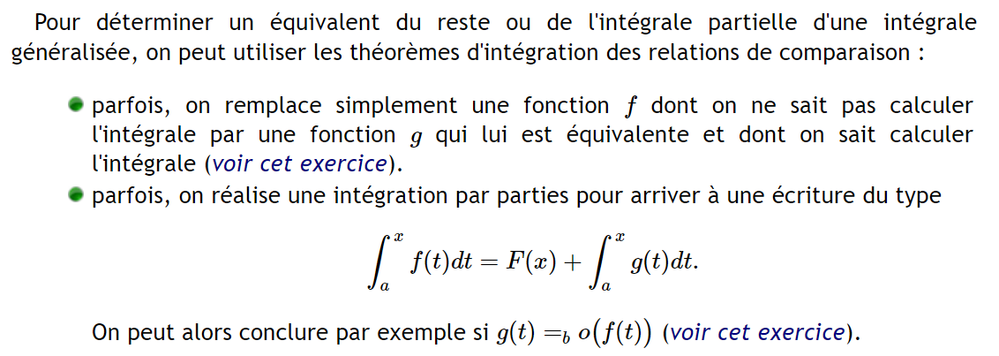 Pour déterminer un équivalent du reste ou de l'intégrale partielle d'une intégrale
généralisée, on peut utiliser les théorèmes d'intégration des relations de comparaison :
parfois, on remplace simplement une fonction f dont on ne sait pas calculer
l'intégrale par une fonction g qui lui est équivalente et dont on sait calculer
l'intégrale (voir cet exercice).
parfois, on réalise une intégration par parties pour arriver à une écriture du type
∫_a^x f(t)dt = F(x) + ∫_a^x g(t)dt.
On peut alors conclure par exemple si g(t) =_b o(f(t)) (voir cet exercice).